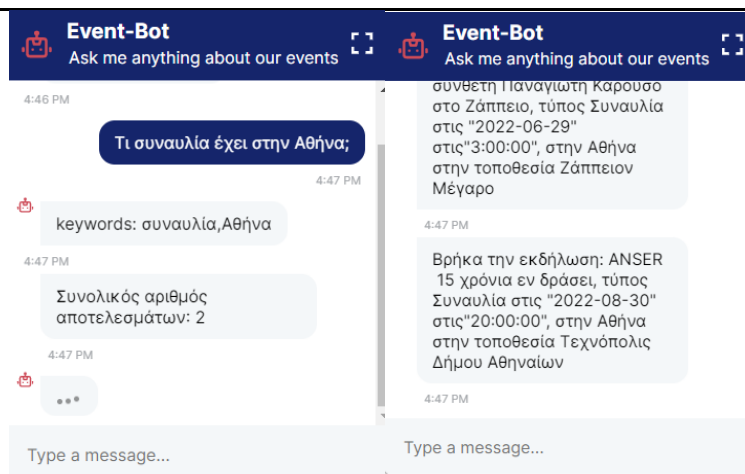 Event-Bot
Ask me anything about our events
4:46 PM
Τι συναυλία έχει στην Αθήνα;
4:47 PM
keywords: συναυλία,Αθήνα
4:47 PM
Συνολικός αριθμός
αποτελεσμάτων: 2
4:47 PM
Type a message...
Event-Bot
Ask me anything about our events
συνθέτη Παναγιώτη Καρούσο
στο Ζάππειο, τύπος Συναυλία
στις "2022-06-29"
στις"3:00:00", στην Αθήνα
στην τοποθεσία Ζάππειον
Μέγαρο
4:47 PM
Βρήκα την εκδήλωση: ANSER
15 χρόνια εν δράσει, τύπος
Συναυλία στις "2022-08-30"
στις"20:00:00", στην Αθήνα
στην τοποθεσία Τεχνόπολις
Δήμου Αθηναίων
4:47 PM
Type a message...